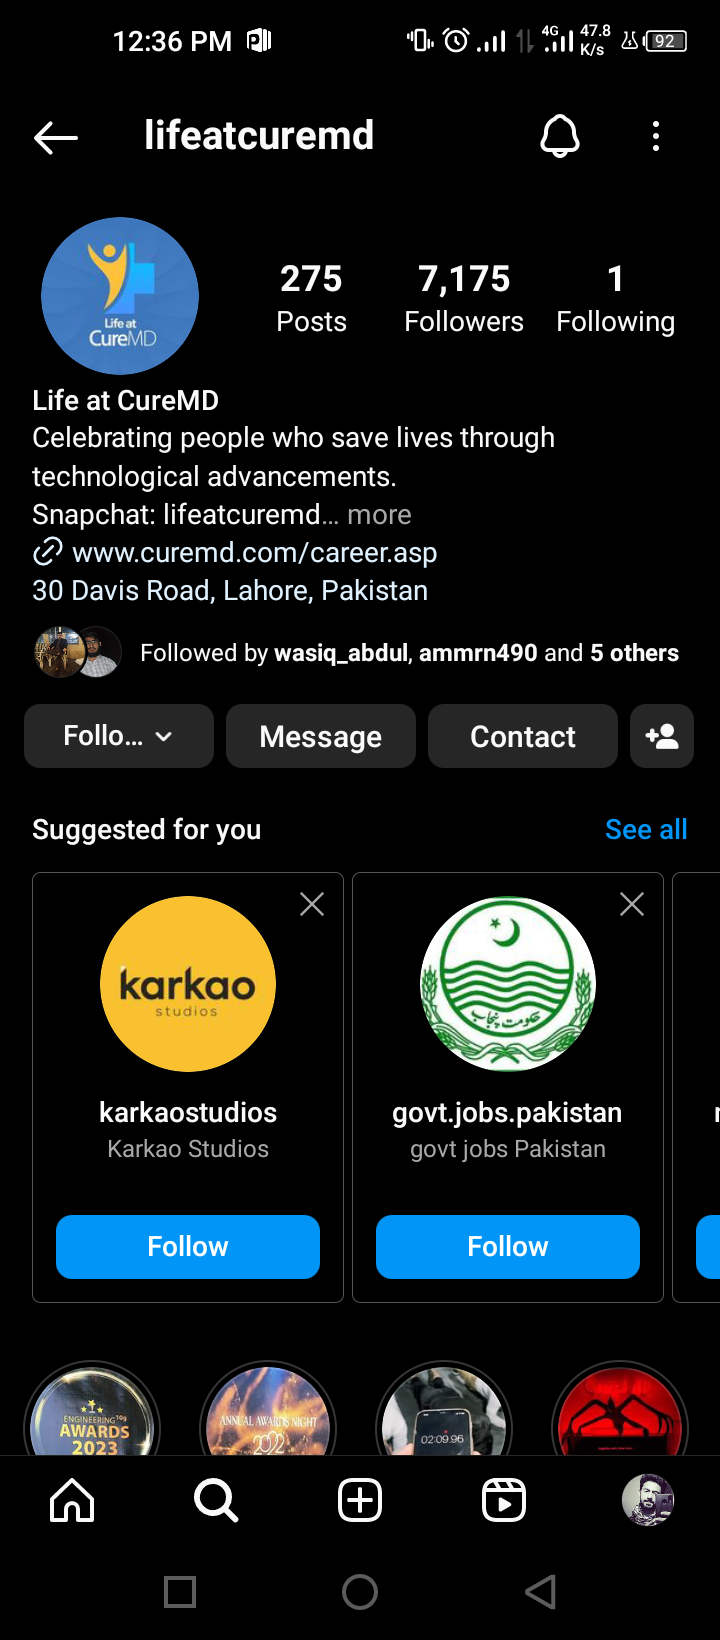 12:36 PM
4G
47.8
K/s
92
lifeatcuremd
Life at
CureMD
275
Posts
7,175
Followers
1
Following
Life at CureMD
Celebrating people who save lives through
technological advancements.
Snapchat: lifeatcuremd... more
www.curemd.com/career.asp
30 Davis Road, Lahore, Pakistan
Followed by wasiq_abdul, ammrn490 and 5 others
Follo...
Message
Contact
Suggested for you
See all
karkao
studios
karkaostudios
Karkao Studios
Follow
حکومت پنجاب
govt.jobs.pakistan
govt jobs Pakistan
Follow
ENGINEERING
AWARDS
2023
ANNUAL AWARDS NIGHT
2022
02:09.96